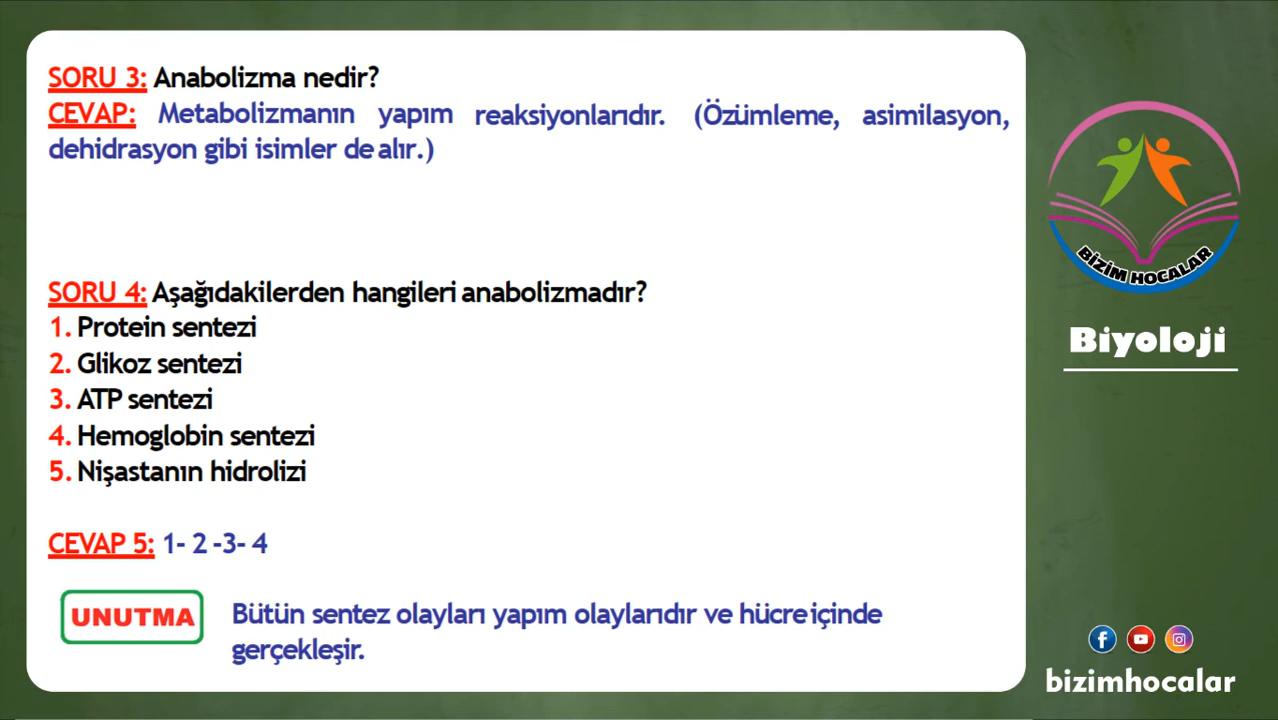 SORU 3: Anabolizma nedir?
CEVAP: Metabolizmanın yapım reaksiyonlarıdır. (Özümleme, asimilasyon,
dehidrasyon gibi isimler de alır.)
SORU 4: Aşağıdakilerden hangileri anabolizmadır?
1. Protein sentezi
2. Glikoz sentezi
3. ATP sentezi
4. Hemoglobin sentezi
5. Nişastanın hidrolizi
CEVAP 5: 1- 2 -3- 4
UNUTMA
Bütün sentez olayları yapım olaylarıdır ve hücre içinde
gerçekleşir.
BİZİM HOCALAR
Biyoloji
bizimhocalar